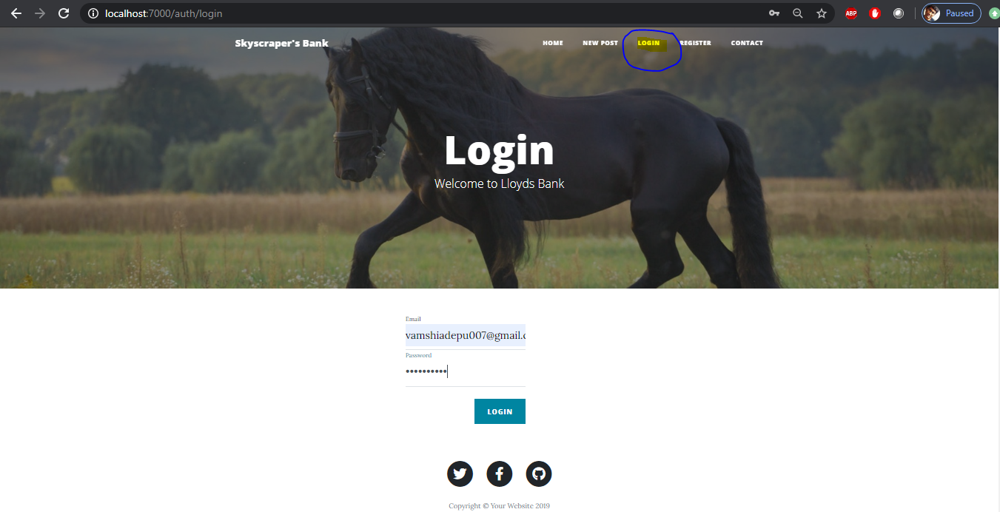 localhost:7000/auth/login
ABP
Paused
Skyscraper's Bank
HOME NEW POST LOGIN REGISTER CONTACT
Login
Welcome to Lloyds Bank
Email
vamshiadepu007@gmail.c
Password
••••••••••
LOGIN
Copyright © Your Website 2019